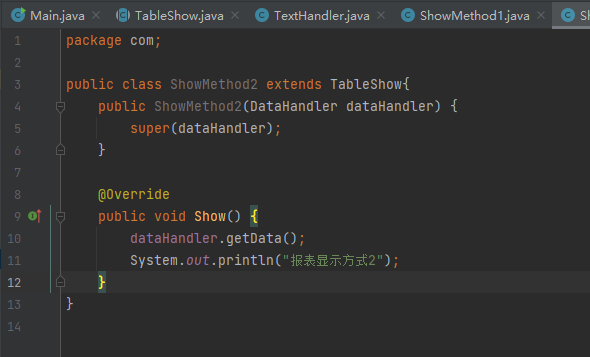 Main.java TableShow.java TextHandler.java ShowMethod1.java Sh
1 package com;
2
3 public class ShowMethod2 extends TableShow{
4     public ShowMethod2(DataHandler dataHandler) {
5         super(dataHandler);
6     }
7
8     @Override
9     public void Show() {
10         dataHandler.getData();
11         System.out.println("报表显示方式2");
12     }
13 }
14